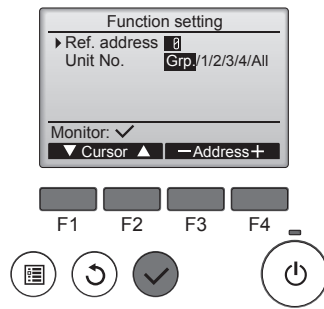 Function setting
Ref. address 0
Unit No. Grp./1/2/3/4/All
Monitor: ✓
▼ Cursor ▲ —Address+
F1 F2 F3 F4